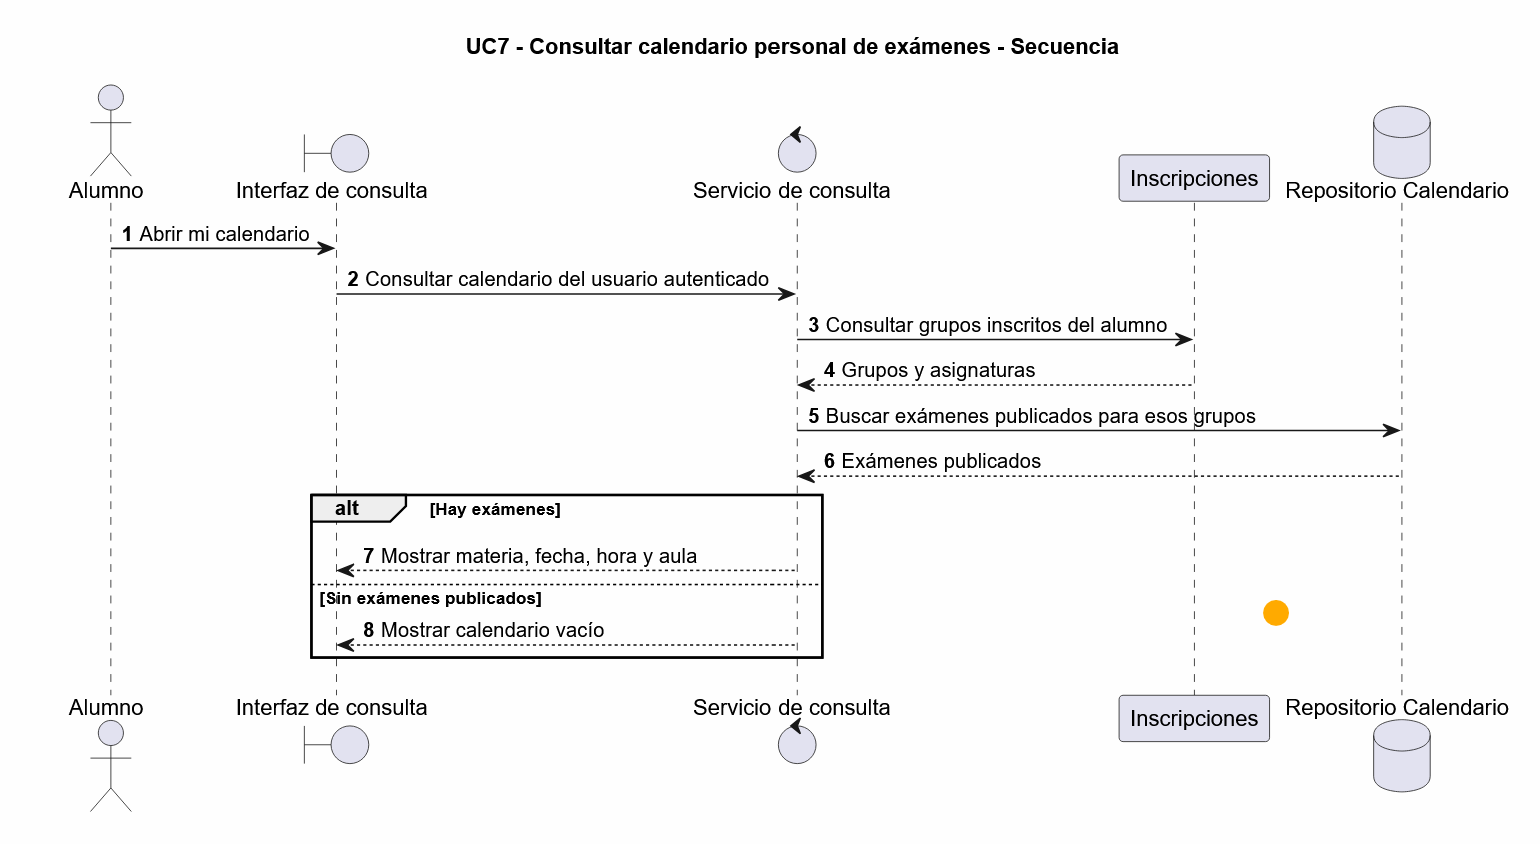 UC7 - Consultar calendario personal de exámenes - Secuencia
Alumno
Interfaz de consulta
Servicio de consulta
Inscripciones
Repositorio Calendario
1 Abrir mi calendario
2 Consultar calendario del usuario autenticado
3 Consultar grupos inscritos del alumno
4 Grupos y asignaturas
5 Buscar exámenes publicados para esos grupos
6 Exámenes publicados
alt [Hay exámenes]
7 Mostrar materia, fecha, hora y aula
[Sin exámenes publicados]
8 Mostrar calendario vacío
Alumno
Interfaz de consulta
Servicio de consulta
Inscripciones
Repositorio Calendario